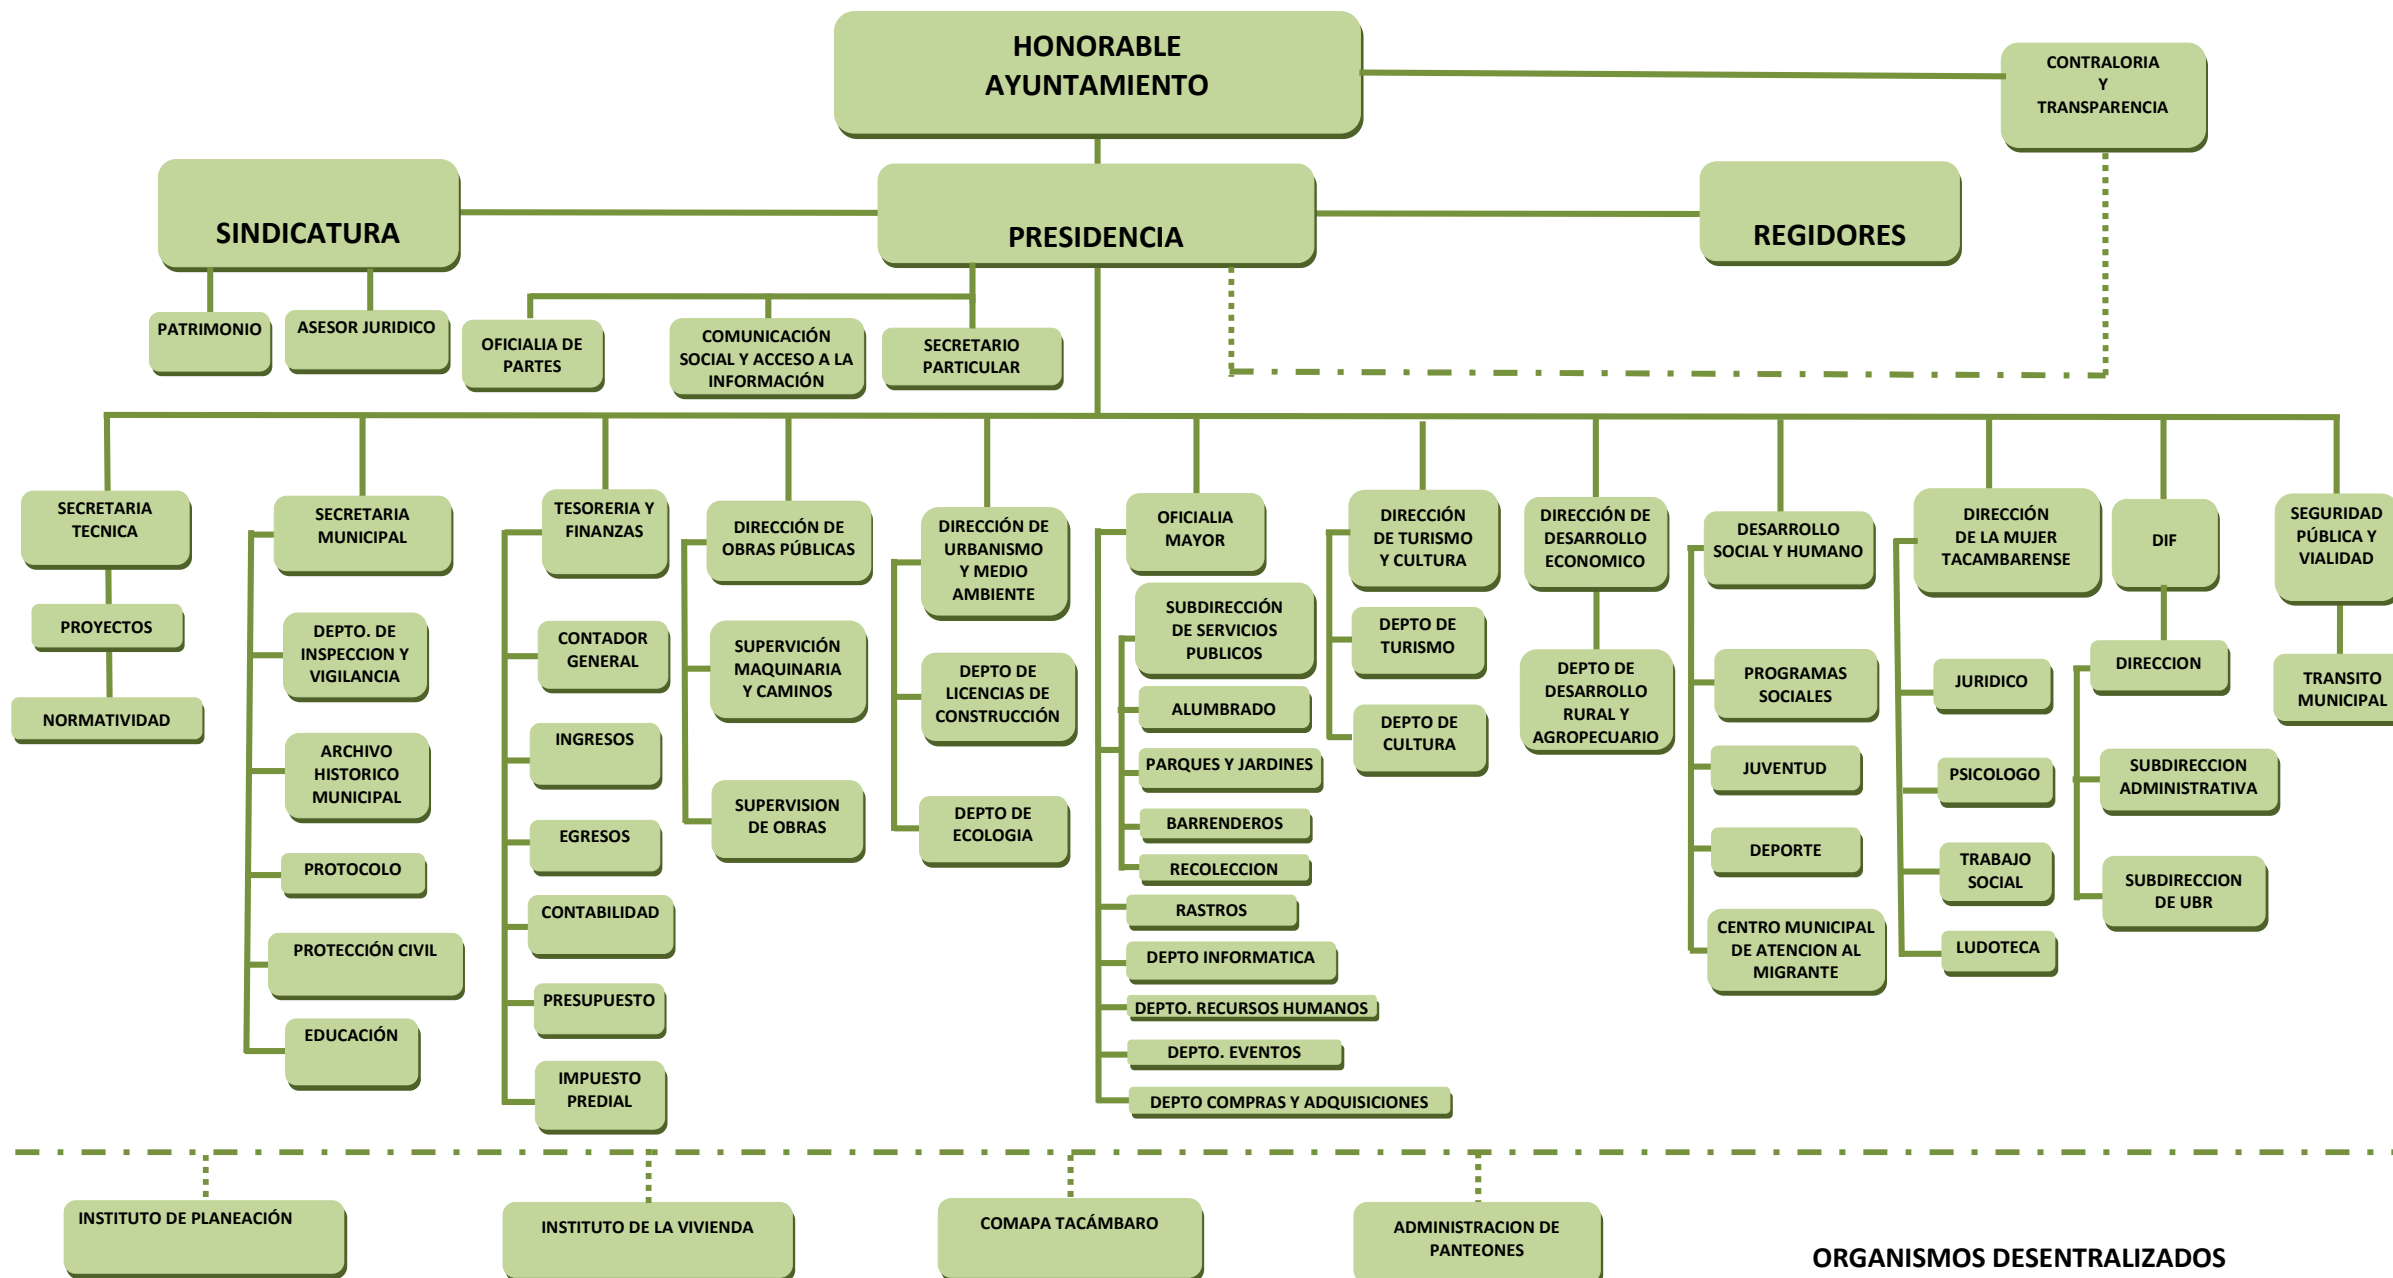 HONORABLE
AYUNTAMIENTO
CONTRALORIA
Y
TRANSPARENCIA
SINDICATURA
PRESIDENCIA
REGIDORES
PATRIMONIO
ASESOR JURIDICO
OFICIALIA DE
PARTES
COMUNICACIÓN
SOCIAL Y ACCESO A LA
INFORMACIÓN
SECRETARIO
PARTICULAR
SECRETARIA
TECNICA
PROYECTOS
NORMATIVIDAD
SECRETARIA
MUNICIPAL
DEPTO. DE
INSPECCION Y
VIGILANCIA
ARCHIVO
HISTORICO
MUNICIPAL
PROTOCOLO
PROTECCIÓN CIVIL
EDUCACIÓN
TESORERIA Y
FINANZAS
CONTADOR
GENERAL
INGRESOS
EGRESOS
CONTABILIDAD
PRESUPUESTO
IMPUESTO
PREDIAL
DIRECCIÓN DE
OBRAS PÚBLICAS
SUPERVICIÓN
MAQUINARIA
Y CAMINOS
SUPERVISION
DE OBRAS
DIRECCIÓN DE
URBANISMO
Y MEDIO
AMBIENTE
DEPTO DE
LICENCIAS DE
CONSTRUCCIÓN
DEPTO DE
ECOLOGIA
OFICIALIA
MAYOR
SUBDIRECCIÓN
DE SERVICIOS
PUBLICOS
ALUMBRADO
PARQUES Y JARDINES
BARRENDEROS
RECOLECCION
RASTROS
DEPTO INFORMATICA
DEPTO. RECURSOS HUMANOS
DEPTO. EVENTOS
DEPTO COMPRAS Y ADQUISICIONES
DIRECCIÓN
DE TURISMO
Y CULTURA
DEPTO DE
TURISMO
DEPTO DE
CULTURA
DIRECCIÓN DE
DESARROLLO
ECONOMICO
DEPTO DE
DESARROLLO
RURAL Y
AGROPECUARIO
DESARROLLO
SOCIAL Y HUMANO
PROGRAMAS
SOCIALES
JUVENTUD
DEPORTE
CENTRO MUNICIPAL
DE ATENCION AL
MIGRANTE
DIRECCIÓN
DE LA MUJER
TACAMBARENSE
JURIDICO
PSICOLOGO
TRABAJO
SOCIAL
LUDOTECA
DIF
DIRECCION
SUBDIRECCION
ADMINISTRATIVA
SUBDIRECCION
DE UBR
SEGURIDAD
PÚBLICA Y
VIALIDAD
TRANSITO
MUNICIPAL
INSTITUTO DE PLANEACIÓN
INSTITUTO DE LA VIVIENDA
COMAPA TACÁMBARO
ADMINISTRACION DE
PANTEONES
ORGANISMOS DESENTRALIZADOS